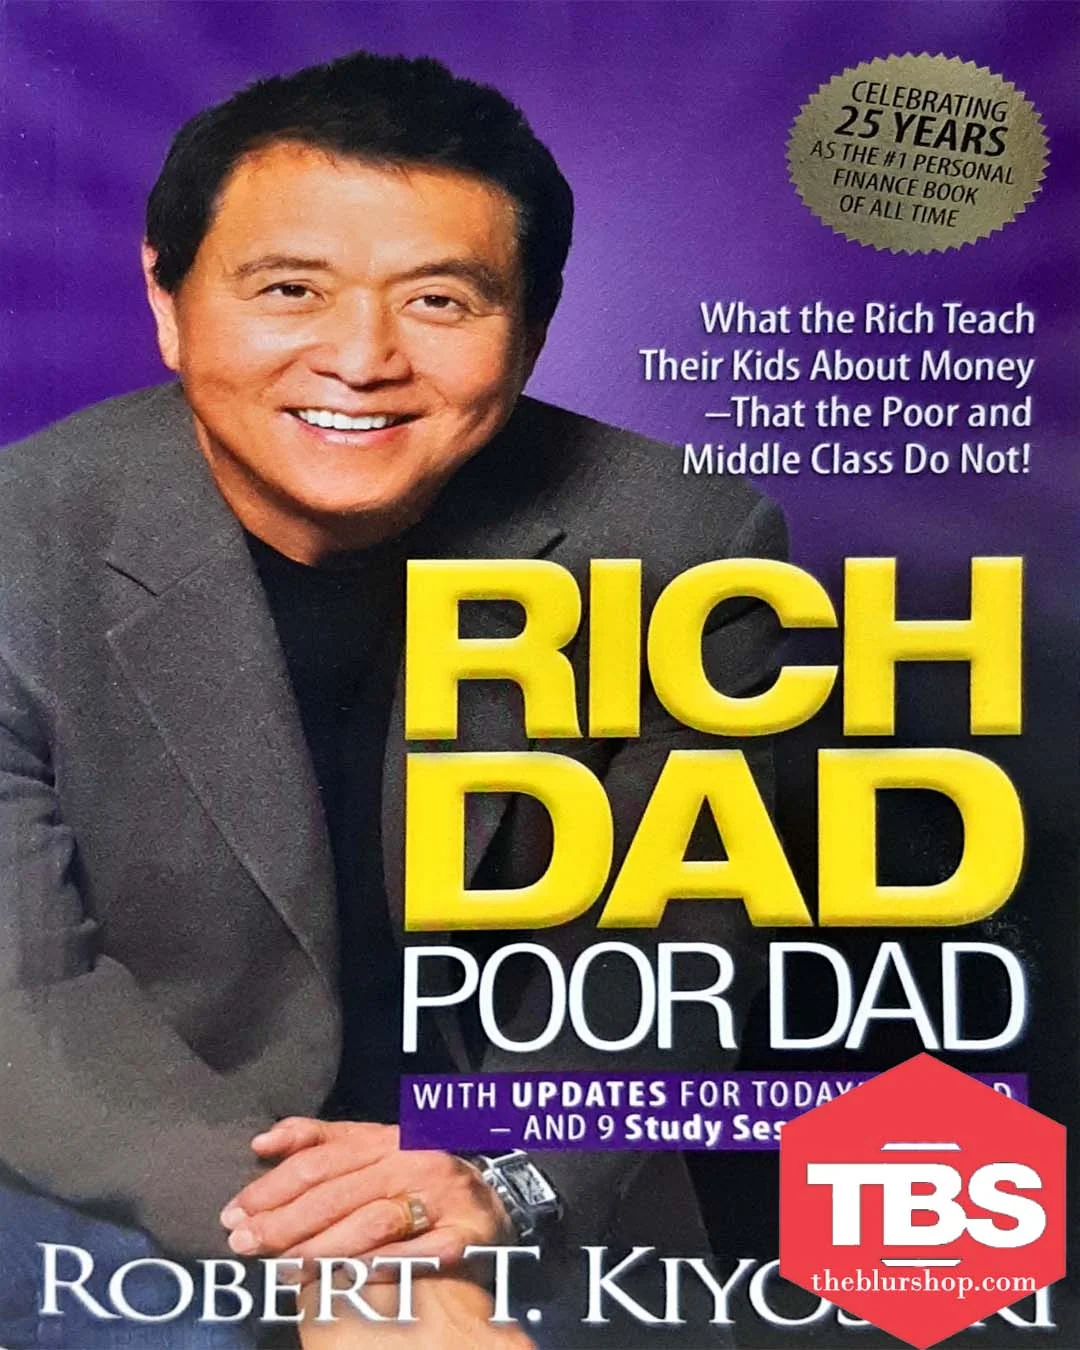 CELEBRATING
25 YEARS
AS THE #1 PERSONAL
FINANCE BOOK
OF ALL TIME
What the Rich Teach
Their Kids About Money
–That the Poor and
Middle Class Do Not!
RICH
DAD
POOR DAD
WITH UPDATES FOR
– AND 9 Study
ROBERT T.
TBS
theblurshop.com